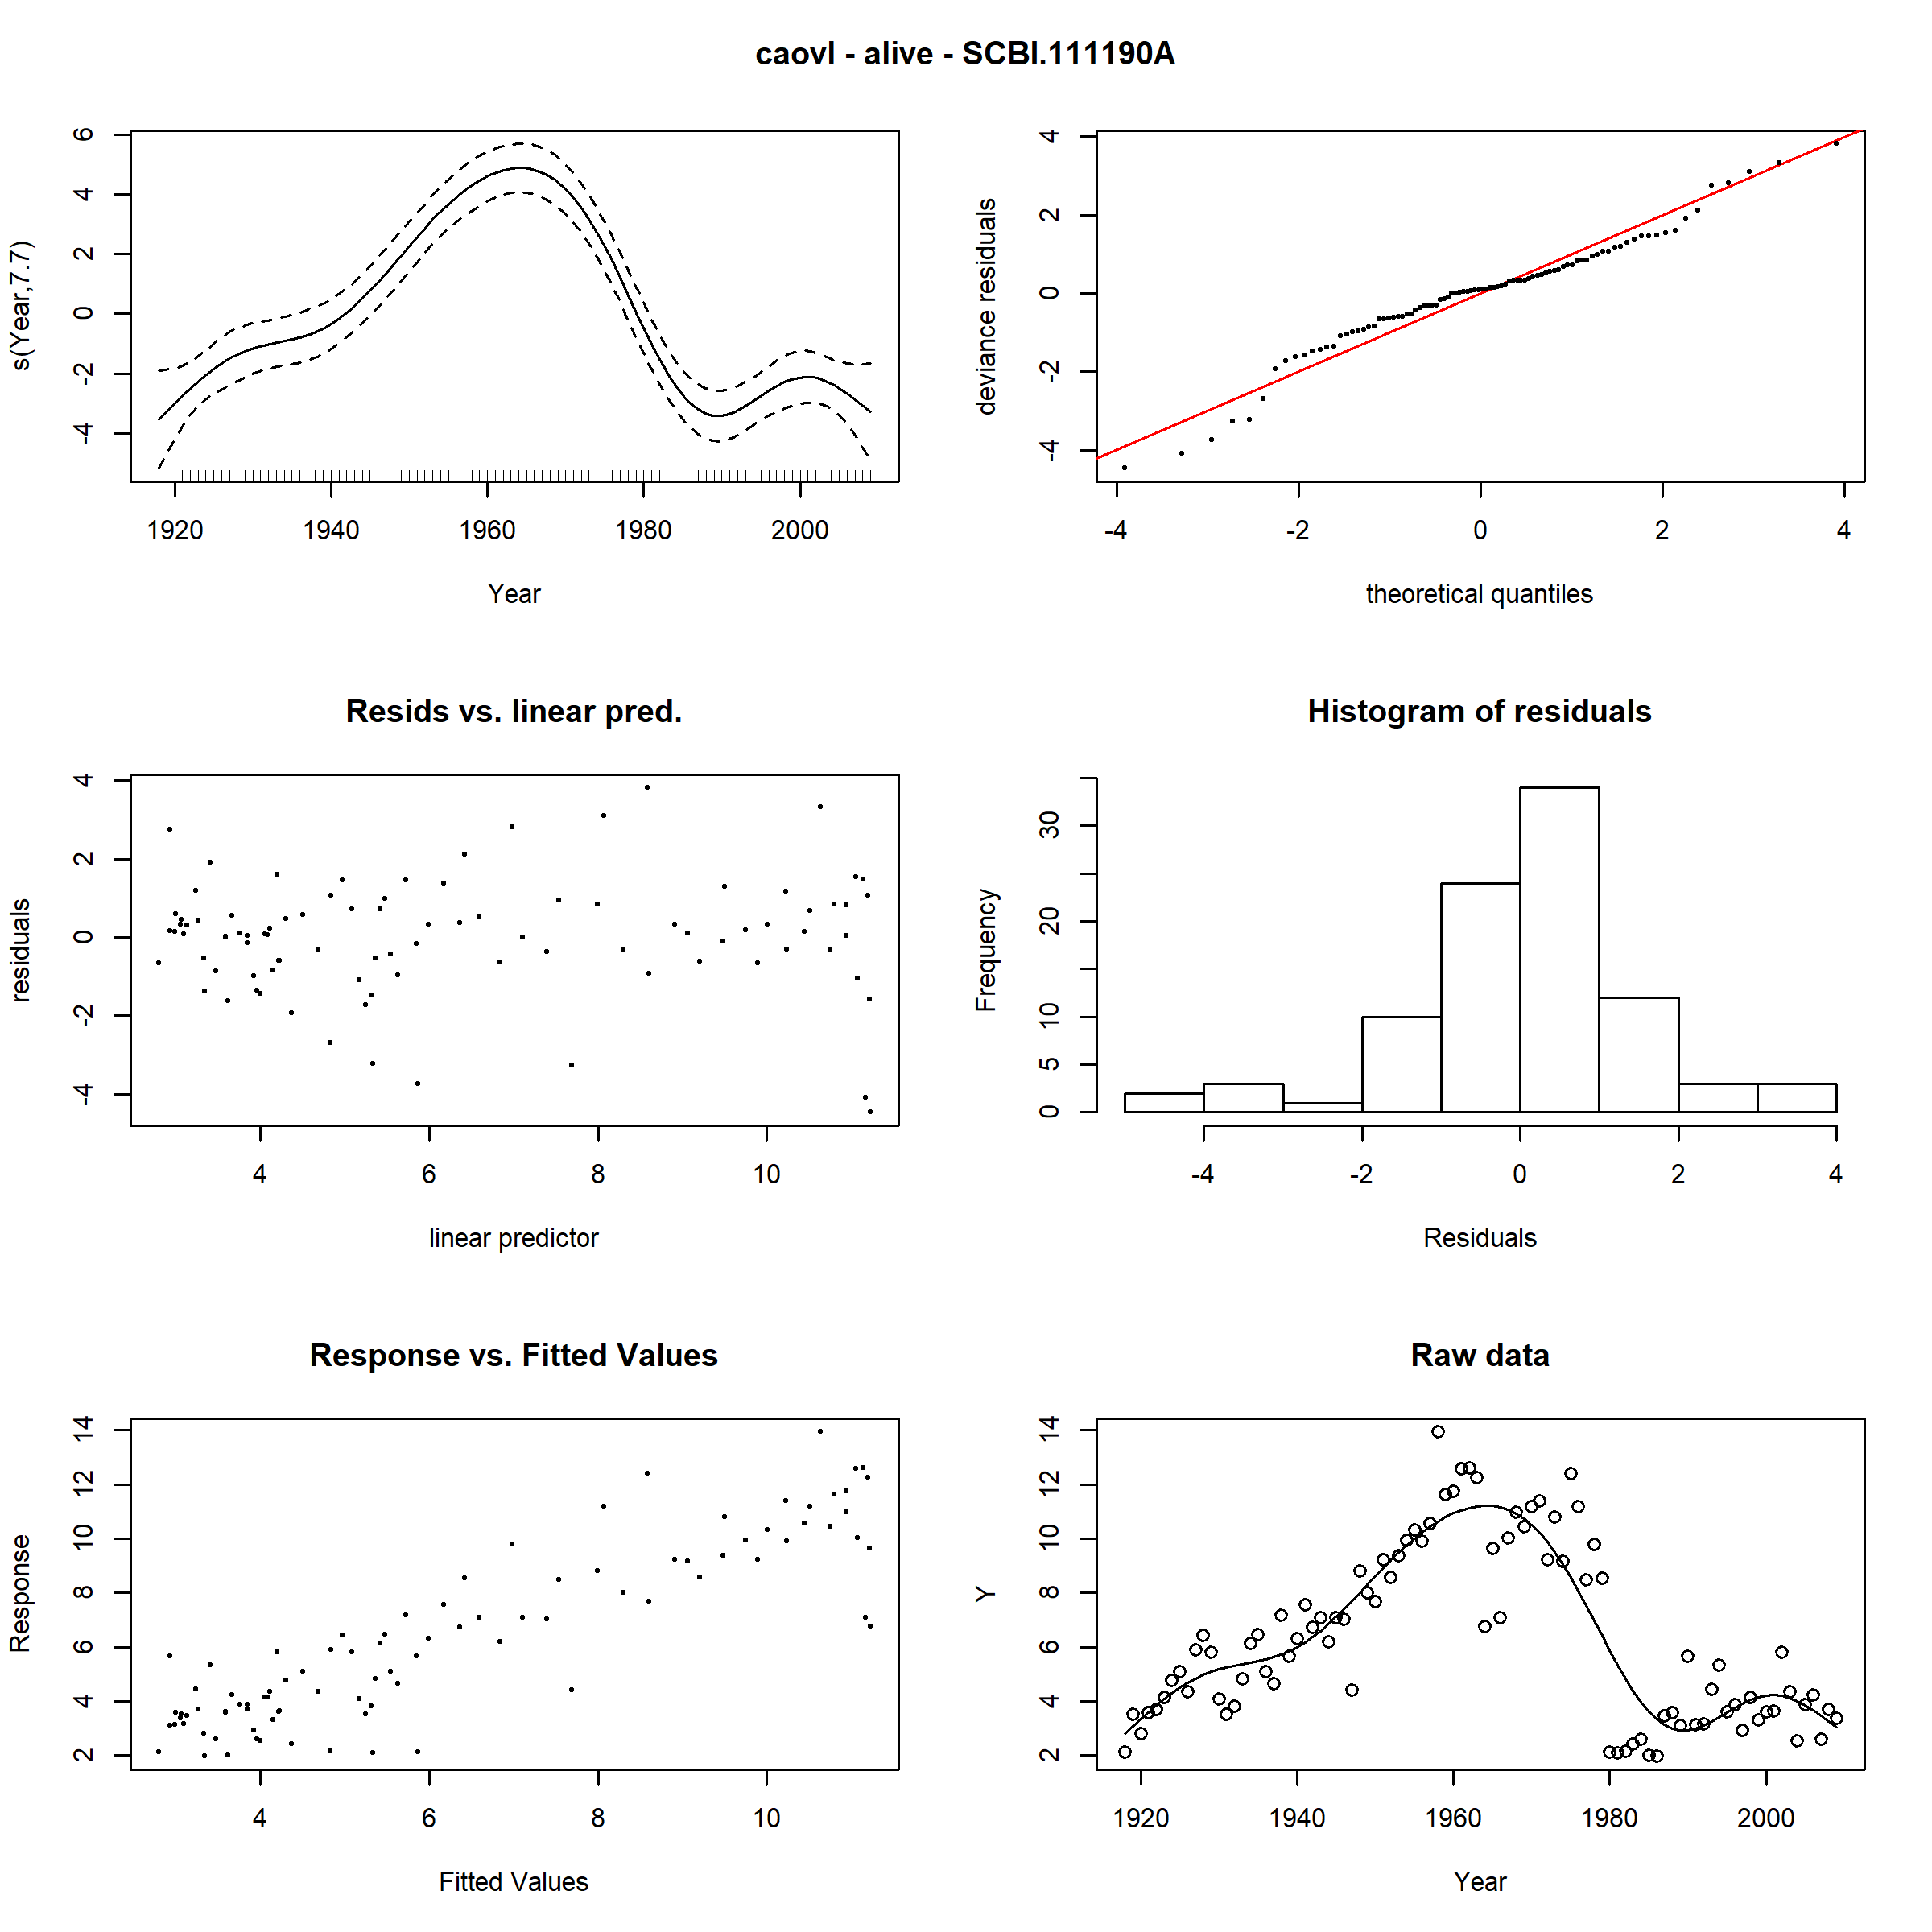 caovl - alive - SCBI.111190A
s(Year,7.7)
6
4
2
0
-2
-4
1920 1940 1960 1980 2000
Year
deviance residuals
4
2
0
-2
-4
-4 -2 0 2 4
theoretical quantiles
Resids vs. linear pred.
residuals
4
2
0
-2
-4
4 6 8 10
linear predictor
Histogram of residuals
Frequency
30
20
10
5
0
-4 -2 0 2 4
Residuals
Response vs. Fitted Values
Response
14
12
10
8
6
4
2
4 6 8 10
Fitted Values
Raw data
Y
14
12
10
8
6
4
2
1920 1940 1960 1980 2000
Year